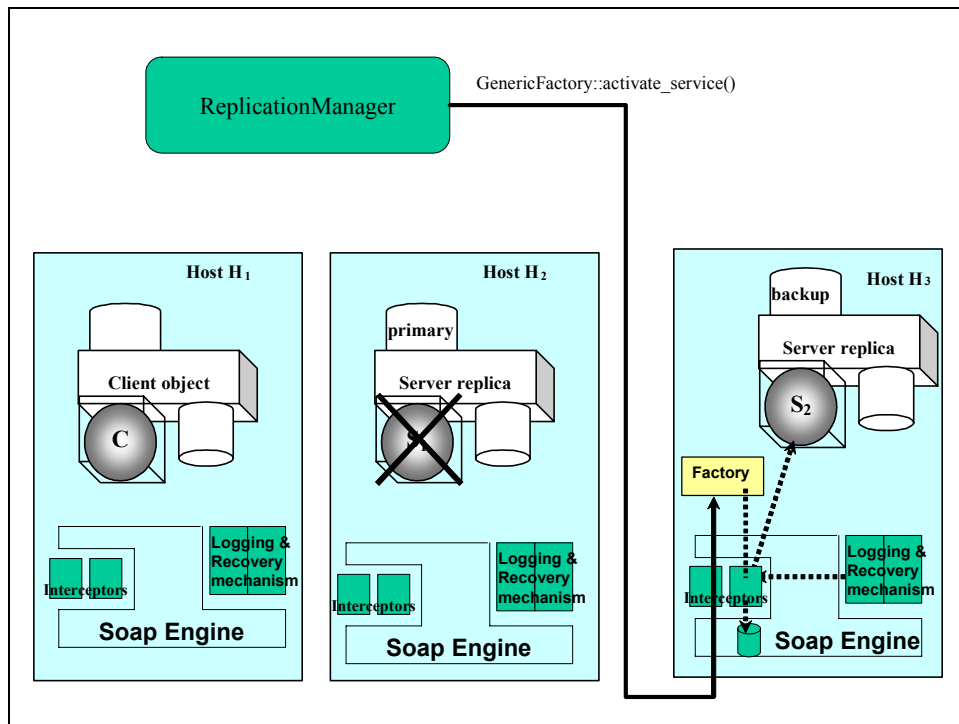 GenericFactory::activate_service()
ReplicationManager
Host H1
Client object
C
Logging &
Recovery
mechanism
Interceptors
Soap Engine
Host H2
primary
Server replica
S1
Logging &
Recovery
mechanism
Interceptors
Soap Engine
Host H3
backup
Server replica
S2
Factory
Logging &
Recovery
mechanism
Interceptors
Soap Engine